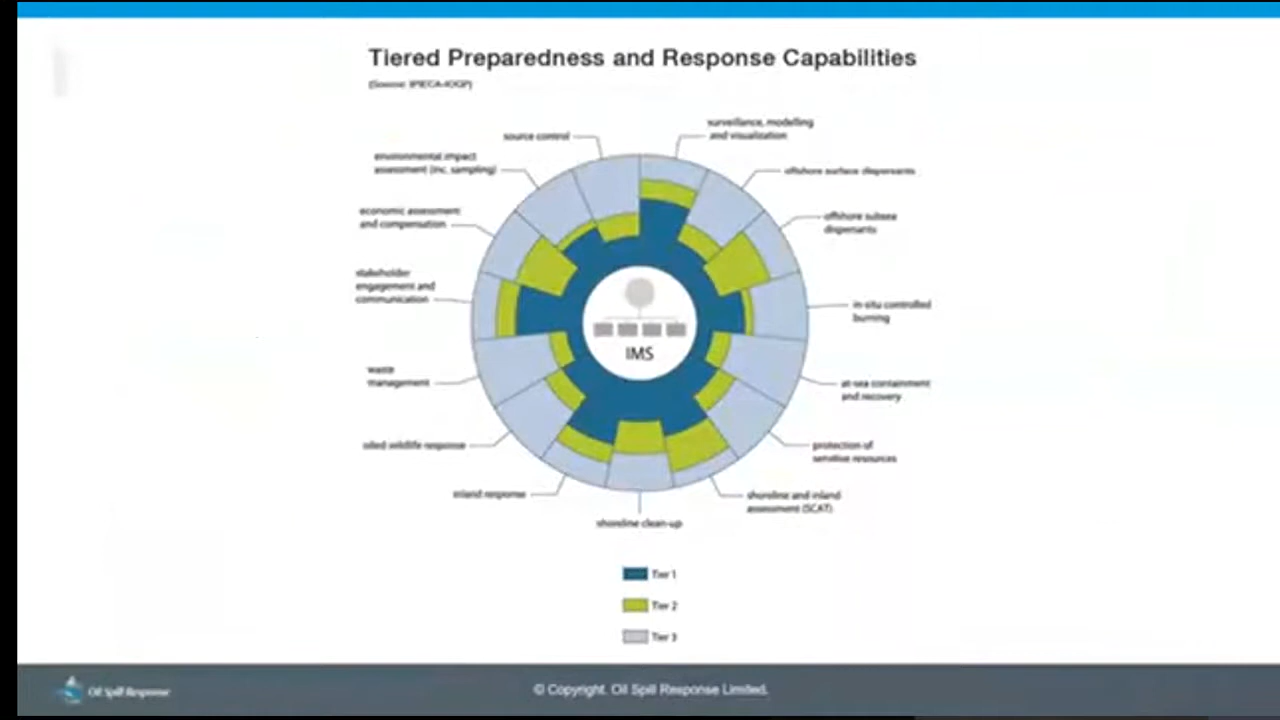 Tiered Preparedness and Response Capabilities
(Source: IPIECA-IOGP)
surveillance, modelling
and visualization
source control
environmental impact
assessment (inc. sampling)
offshore surface dispersants
economic assessment
and compensation
offshore subsea
dispersants
stakeholder
engagement and
communication
in-situ controlled
burning
IMS
waste
management
at-sea containment
and recovery
oiled wildlife response
protection of
sensitive resources
inland response
shoreline and inland
assessment (SCAT)
shoreline clean-up
Tier 1
Tier 2
Tier 3
Oil Spill Response
© Copyright. Oil Spill Response Limited.